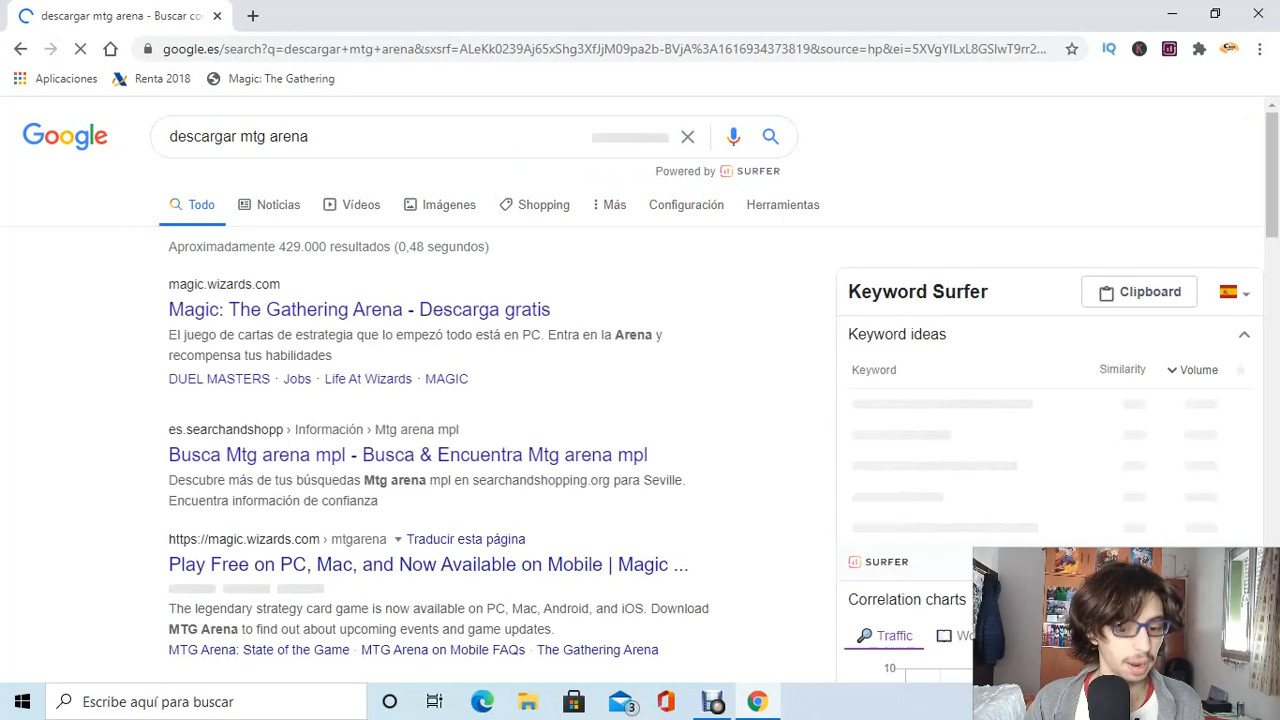 descargar mtg arena - Buscar co
google.es/search?q=descargar+mtg+arena&sxsrf=ALeKk0239Aj65xShg3XfJjM09pa2b-BVjA%3A1616934373819&source=hp&ei=5XVgYILxL8GSlwT9rr2...
Aplicaciones
Renta 2018
Magic: The Gathering
Google
descargar mtg arena
Powered by SURFER
Todo
Noticias
Vídeos
Imágenes
Shopping
Más
Configuración
Herramientas
Aproximadamente 429.000 resultados (0,48 segundos)
magic.wizards.com
Magic: The Gathering Arena - Descarga gratis
El juego de cartas de estrategia que lo empezó todo está en PC. Entra en la Arena y
recompensa tus habilidades
DUEL MASTERS · Jobs · Life At Wizards · MAGIC
es.searchandshopp › Información › Mtg arena mpl
Busca Mtg arena mpl - Busca & Encuentra Mtg arena mpl
Descubre más de tus búsquedas Mtg arena mpl en searchandshopping.org para Seville.
Encuentra información de confianza
https://magic.wizards.com › mtgarena Traducir esta página
Play Free on PC, Mac, and Now Available on Mobile | Magic ...
The legendary strategy card game is now available on PC, Mac, Android, and iOS. Download
MTG Arena to find out about upcoming events and game updates.
MTG Arena: State of the Game · MTG Arena on Mobile FAQs · The Gathering Arena
Keyword Surfer
Clipboard
Keyword ideas
Keyword
Similarity
Volume
SURFER
Correlation charts
Traffic
Wo
10
Escribe aquí para buscar
3
IQ
K